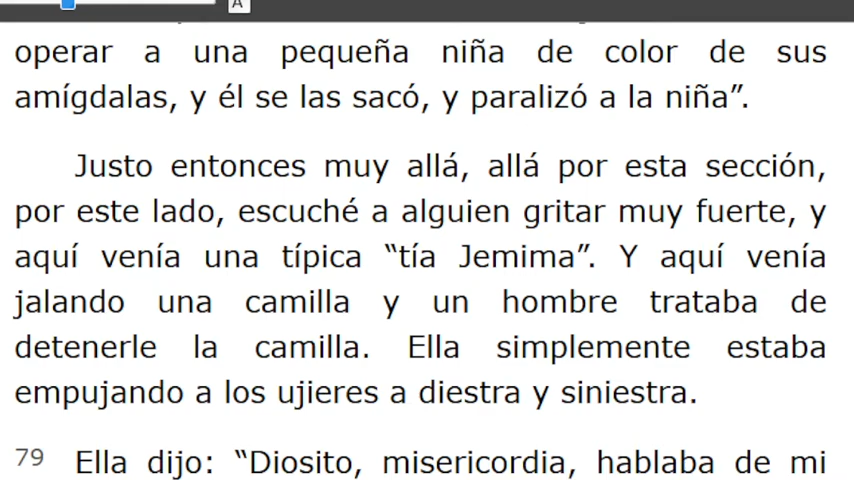 A
operar a una pequeña niña de color de sus
amígdalas, y él se las sacó, y paralizó a la niña”.
Justo entonces muy allá, allá por esta sección,
por este lado, escuché a alguien gritar muy fuerte, y
aquí venía una típica “tía Jemima”. Y aquí venía
jalando una camilla y un hombre trataba de
detenerle la camilla. Ella simplemente estaba
empujando a los ujieres a diestra y siniestra.
79 Ella dijo: “Diosito, misericordia, hablaba de mi